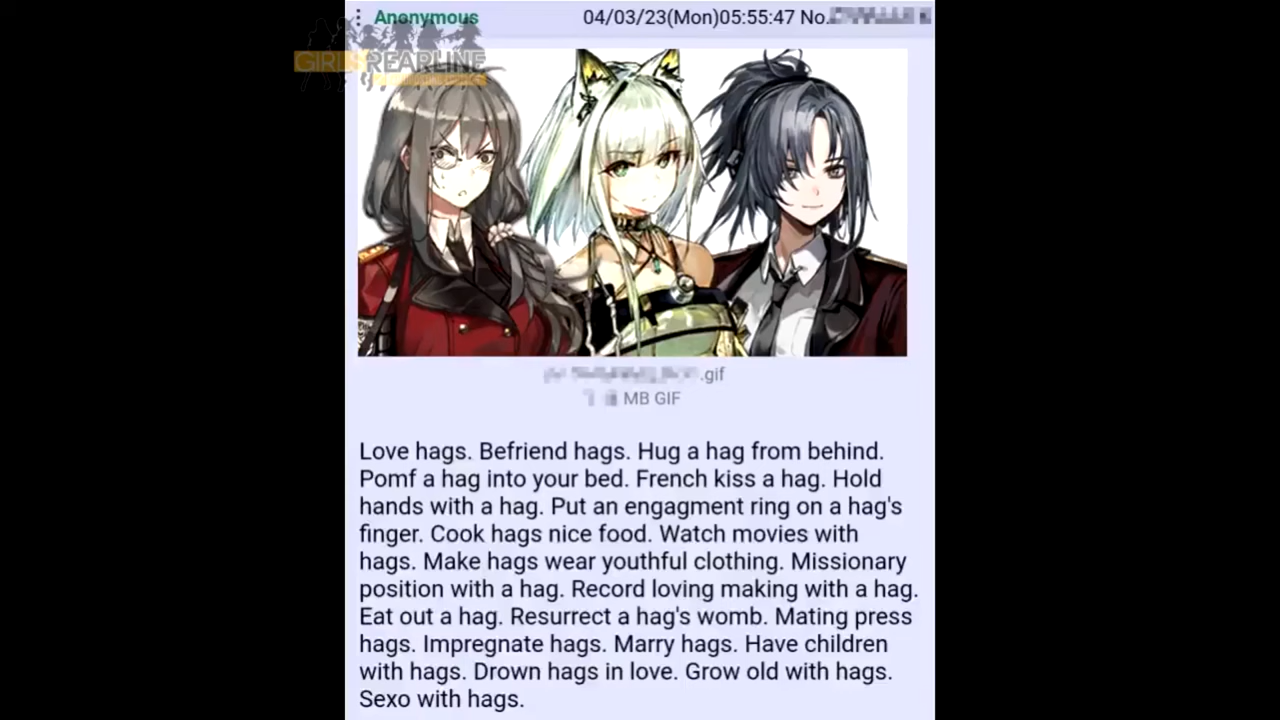 Anonymous 04/03/23(Mon)05:55:47 No.
GIRLS REARLINE
.gif
MB GIF
Love hags. Befriend hags. Hug a hag from behind.
Pomf a hag into your bed. French kiss a hag. Hold
hands with a hag. Put an engagment ring on a hag's
finger. Cook hags nice food. Watch movies with
hags. Make hags wear youthful clothing. Missionary
position with a hag. Record loving making with a hag.
Eat out a hag. Resurrect a hag's womb. Mating press
hags. Impregnate hags. Marry hags. Have children
with hags. Drown hags in love. Grow old with hags.
Sexo with hags.